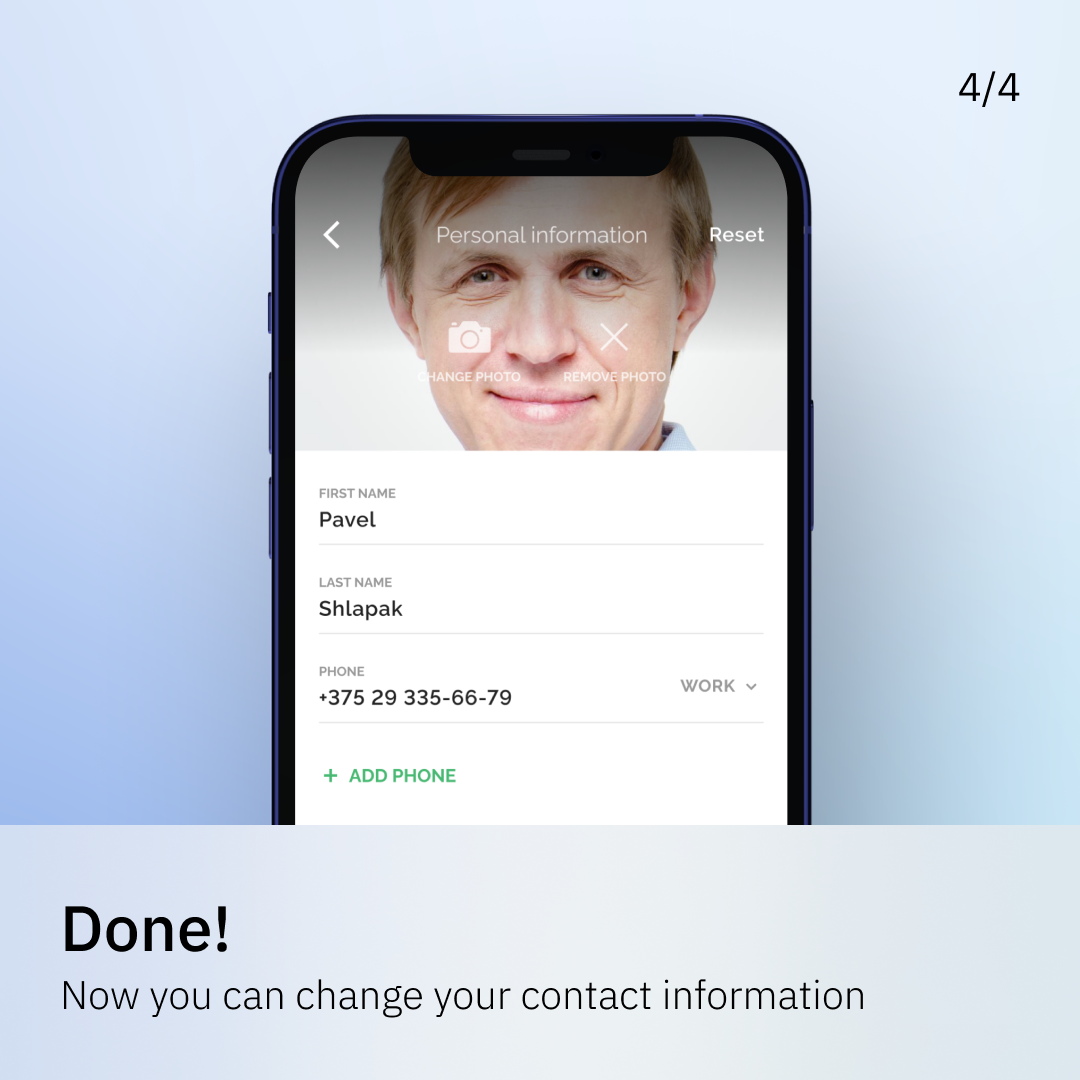 4/4
Personal information
Reset
CHANGE PHOTO
REMOVE PHOTO
FIRST NAME
Pavel
LAST NAME
Shlapak
PHONE
+375 29 335-66-79
WORK
+ ADD PHONE
Done!
Now you can change your contact information